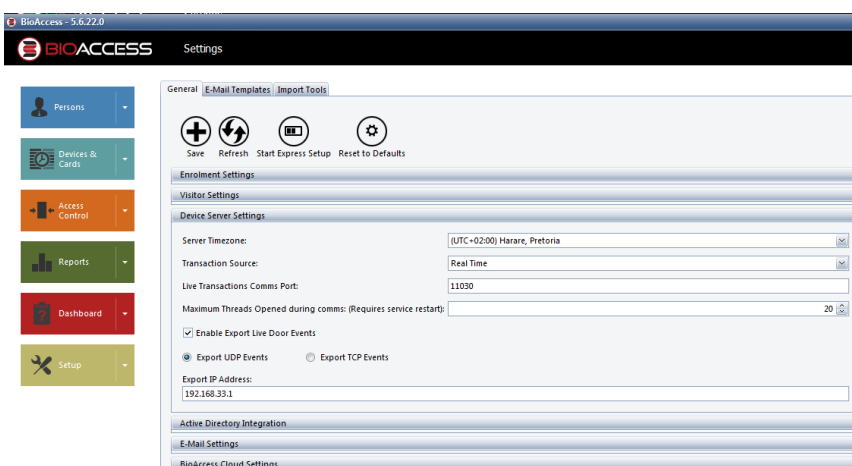 BioAccess - 5.6.22.0
BIOACCESS
Settings
General E-Mail Templates Import Tools
Persons
Devices &
Cards
Access
Control
Reports
Dashboard
Setup
Save Refresh Start Express Setup Reset to Defaults
Enrolment Settings
Visitor Settings
Device Server Settings
Server Timezone: (UTC+02:00) Harare, Pretoria
Transaction Source: Real Time
Live Transactions Comms Port: 11030
Maximum Threads Opened during comms: (Requires service restart): 20
Enable Export Live Door Events
Export UDP Events Export TCP Events
Export IP Address:
192.168.33.1
Active Directory Integration
E-Mail Settings
BioAccess Cloud Settings